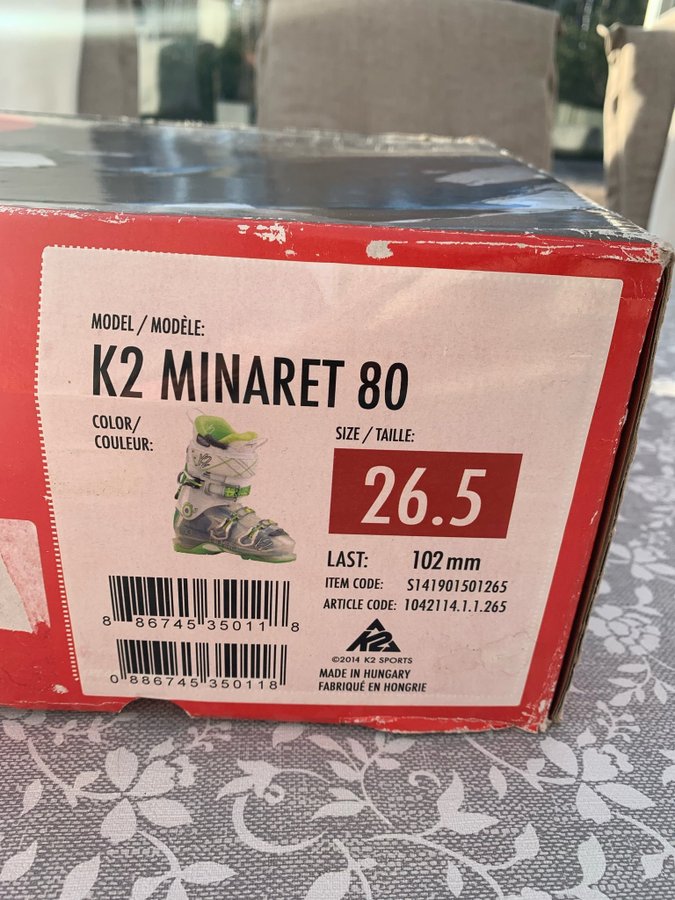 MODEL / MODÈLE:
K2 MINARET 80
COLOR/
COULEUR:
SIZE / TAILLE:
26.5
K2
LAST: 102 mm
ITEM CODE: S141901501265
ARTICLE CODE: 1042114.1.1.265
8 86745 35011 8
0 886745 350118
K2
©2014 K2 SPORTS
MADE IN HUNGARY
FABRIQUÉ EN HONGRIE